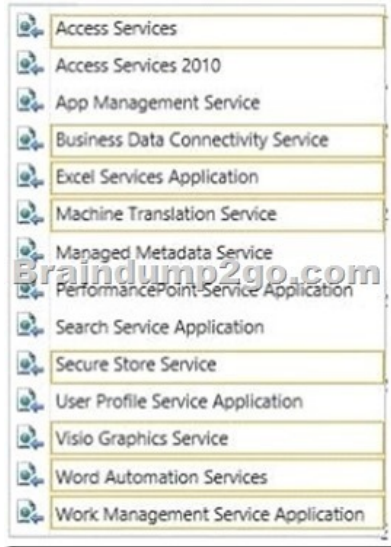 Access Services
Access Services 2010
App Management Service
Business Data Connectivity Service
Excel Services Application
Machine Translation Service
Managed Metadata Service
Braindump2go.com
PerformancePoint Service Application
Search Service Application
Secure Store Service
User Profile Service Application
Visio Graphics Service
Word Automation Services
Work Management Service Application